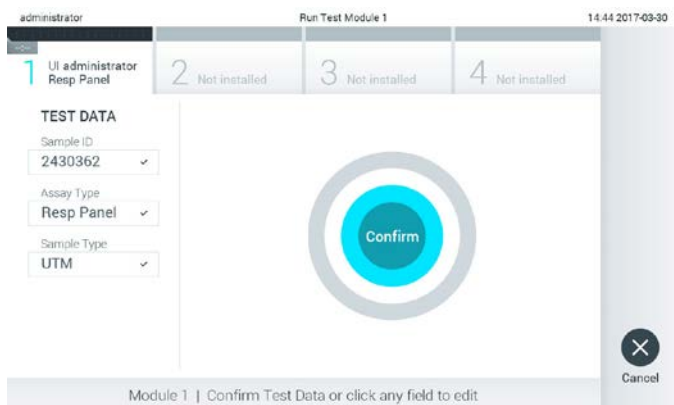 administrator Run Test Module 1 14:44 2017-03-30
1 UI administrator 2 Not installed 3 Not installed 4 Not installed
Resp Panel
TEST DATA
Sample ID
2430362
Assay Type
Resp Panel
Sample Type
UTM
Confirm
Cancel
Module 1 | Confirm Test Data or click any field to edit